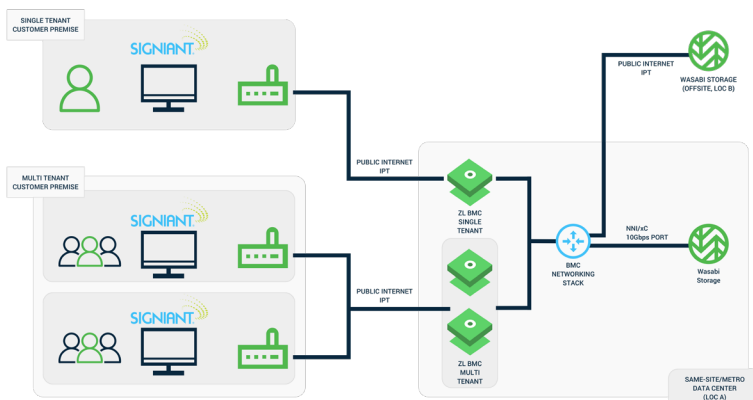 SINGLE TENANT
CUSTOMER PREMISE
SIGNIANT
PUBLIC INTERNET
IPT
WASABI STORAGE
(OFFSITE, LOC B)
PUBLIC INTERNET
IPT
MULTI TENANT
CUSTOMER PREMISE
SIGNIANT
ZL BMC
SINGLE
TENANT
NNI/xC
10Gbps PORT
BMC
NETWORKING
STACK
Wasabi
Storage
PUBLIC INTERNET
IPT
SIGNIANT
ZL BMC
MULTI
TENANT
SAME-SITE/METRO
DATA CENTER
(LOC A)